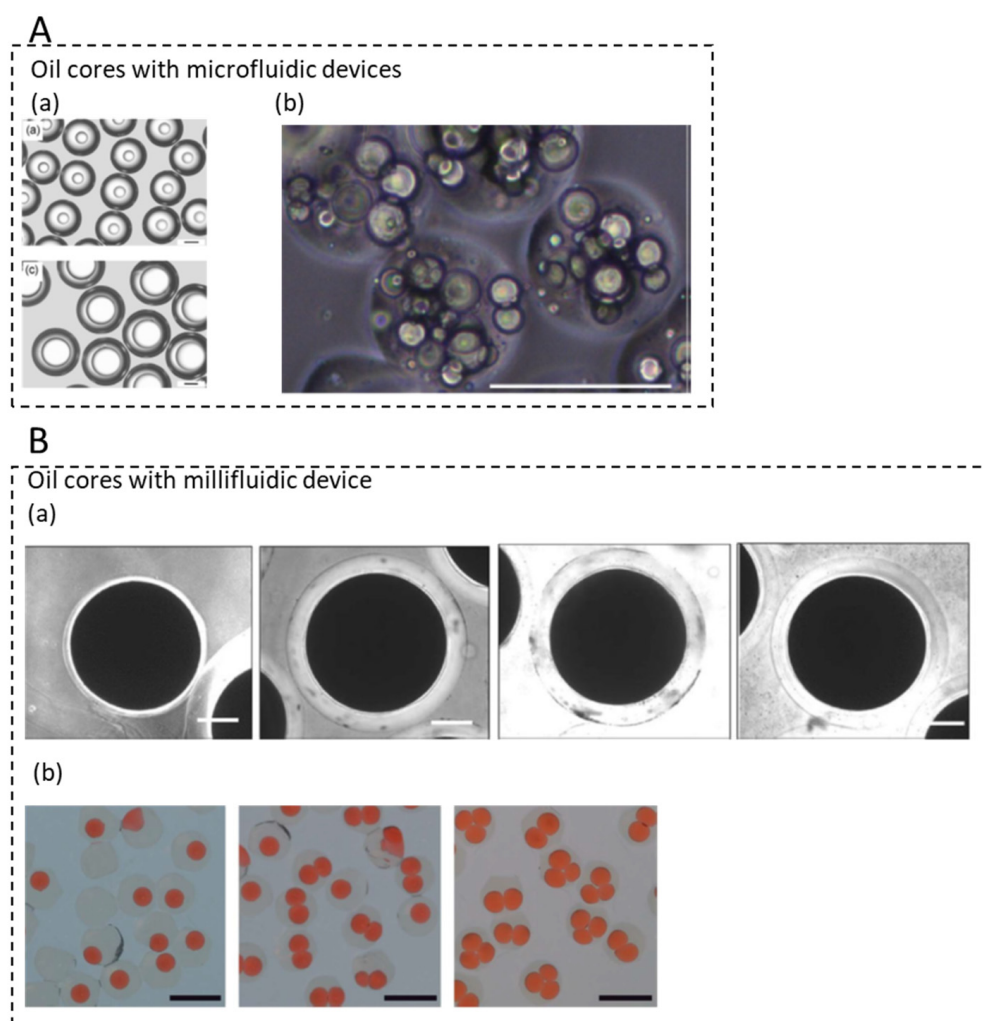 A
Oil cores with microfluidic devices
(a)
(b)
(a)
(c)
B
Oil cores with millifluidic device
(a)
(b)